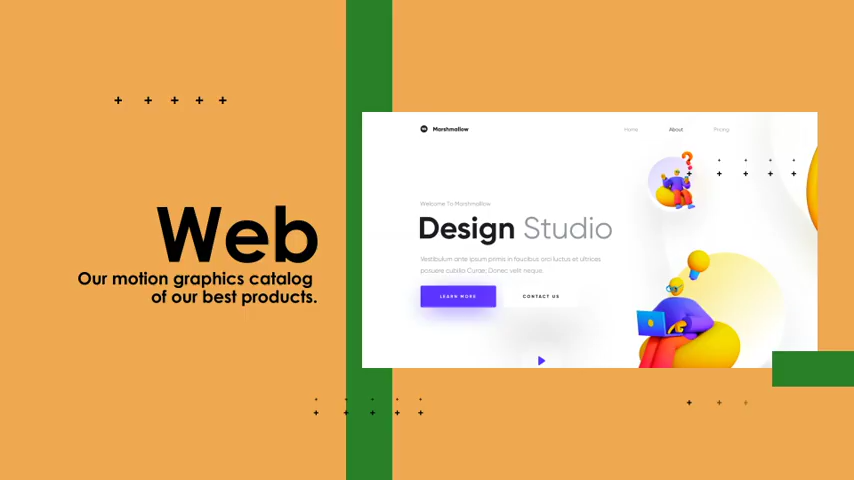 Web
Our motion graphics catalog
of our best products.
Marshmallow
Home About Pricing
Welcome To Marshmallow
Design Studio
Vestibulum ante ipsum primis in faucibus orci luctus et ultrices
posuere cubilia Curae; Donec velit neque.
LEARN MORE CONTACT US